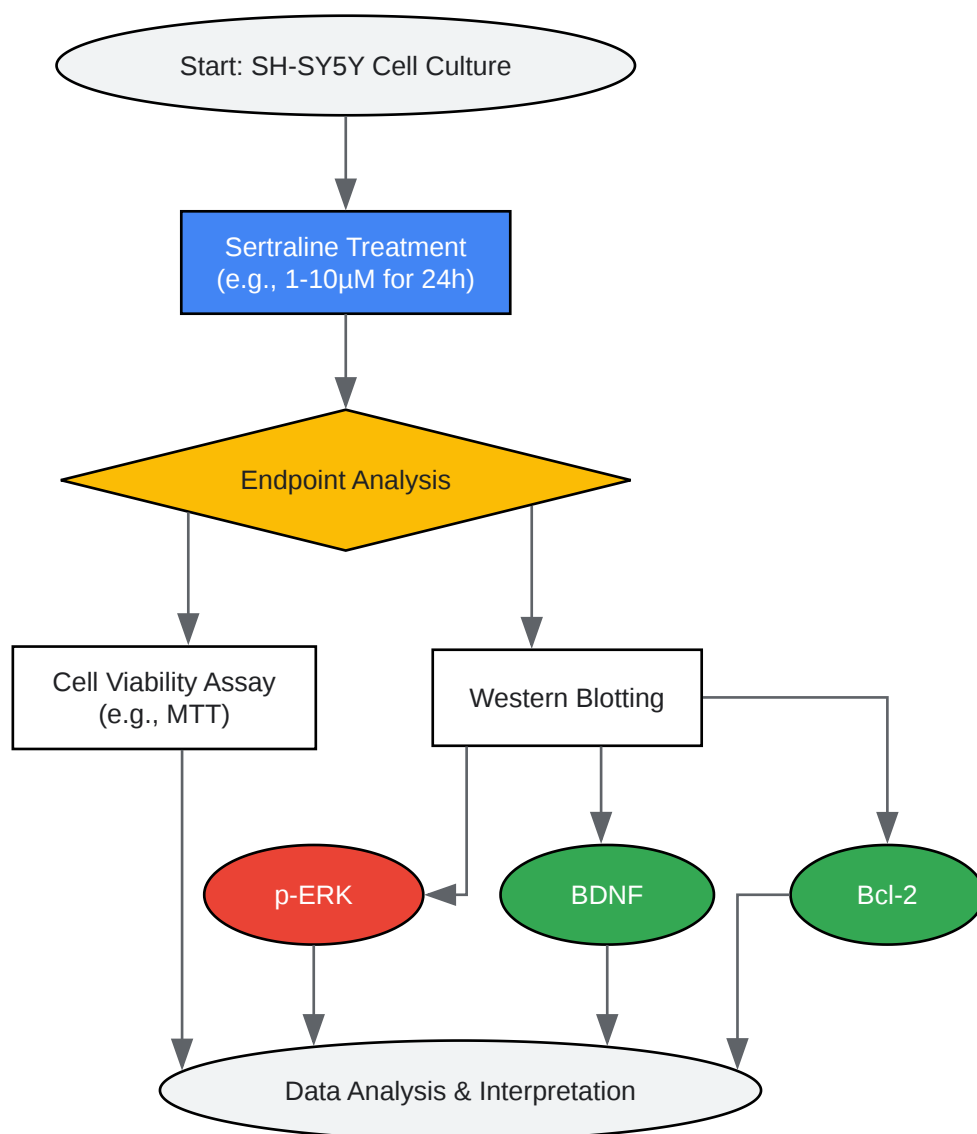 Start: SH-SY5Y Cell Culture
Sertraline Treatment
(e.g., 1-10µM for 24h)
Endpoint Analysis
Cell Viability Assay
(e.g., MTT)
Western Blotting
p-ERK
BDNF
Bcl-2
Data Analysis & Interpretation